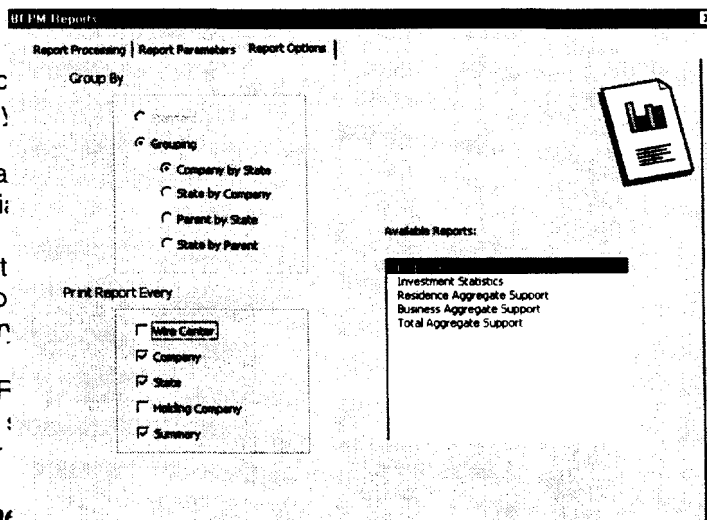 BCPM Reports
Report Processing | Report Parameters Report Options
Group By
Grouping
Company by State
State by Company
Parent by State
State by Parent
Print Report Every
Wire Center
Company
State
Holding Company
Summary
Available Reports:
Investment Statistics
Residence Aggregate Support
Business Aggregate Support
Total Aggregate Support